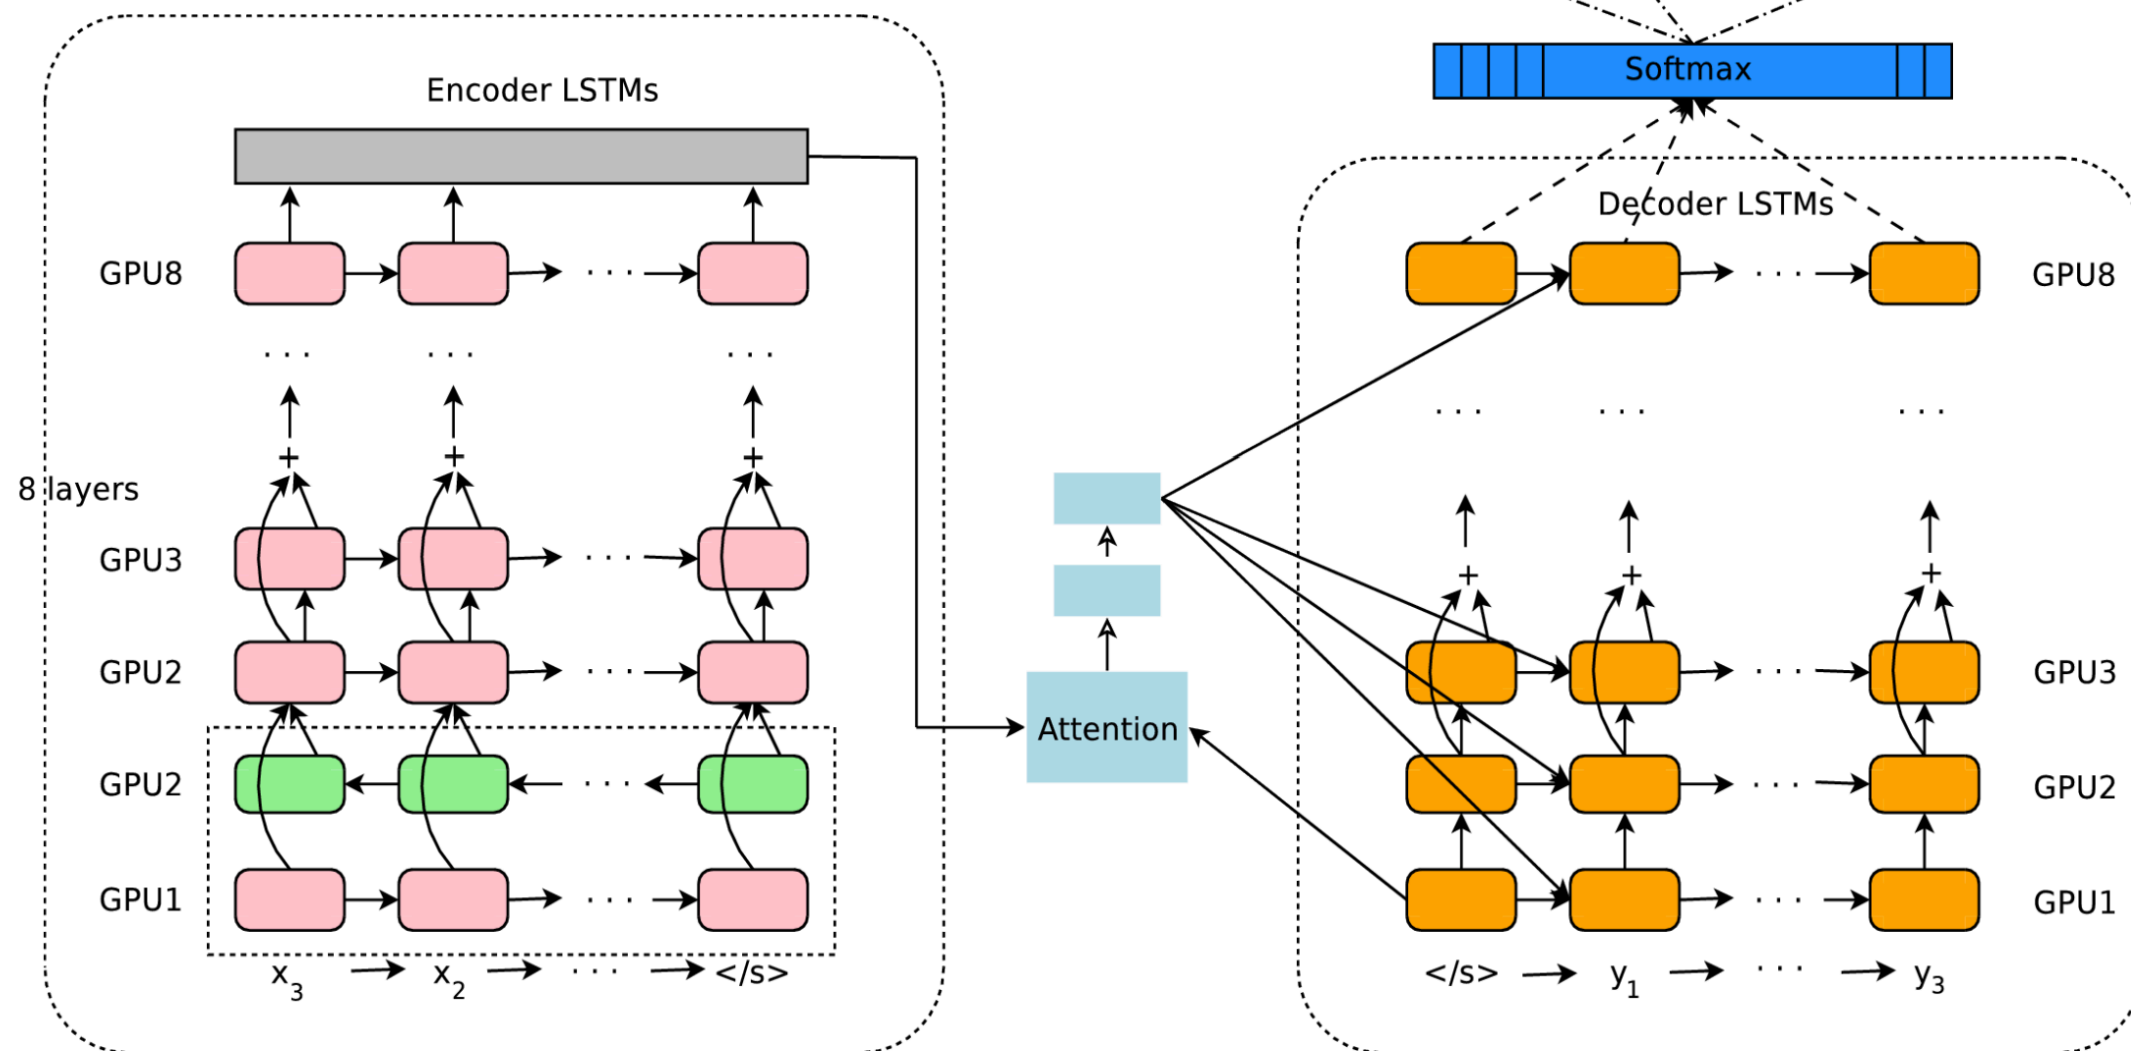 Encoder LSTMs
GPU8
. . .
. . . . . . . . .
+ + +
8 layers
GPU3
. . .
GPU2
. . .
GPU2
. . .
GPU1
. . .
x3 x2 . . . </s>
Attention
Softmax
Decoder LSTMs
. . .
GPU8
. . . . . . . . .
+ + +
. . .
GPU3
. . .
GPU2
. . .
GPU1
</s> y1 . . . y3